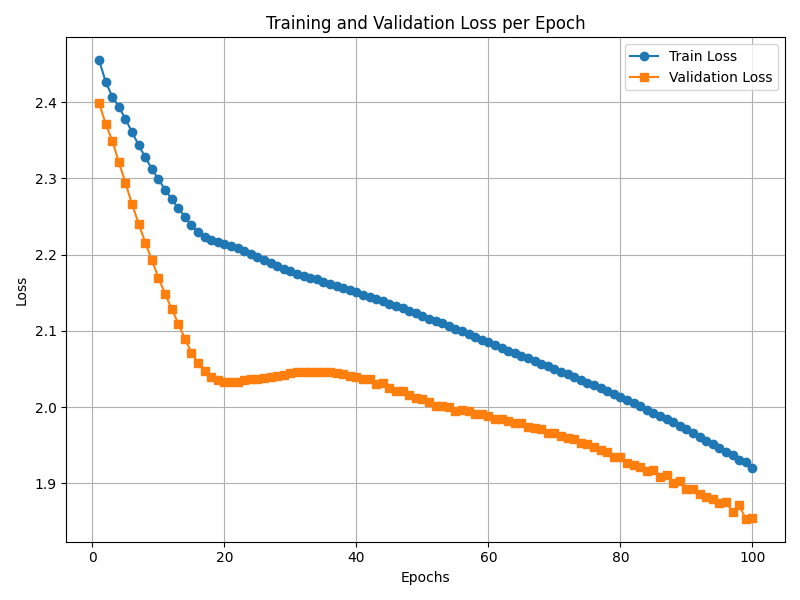 Training and Validation Loss per Epoch
Train Loss
Validation Loss
2.4
2.3
2.2
2.1
2.0
1.9
Loss
0 20 40 60 80 100
Epochs